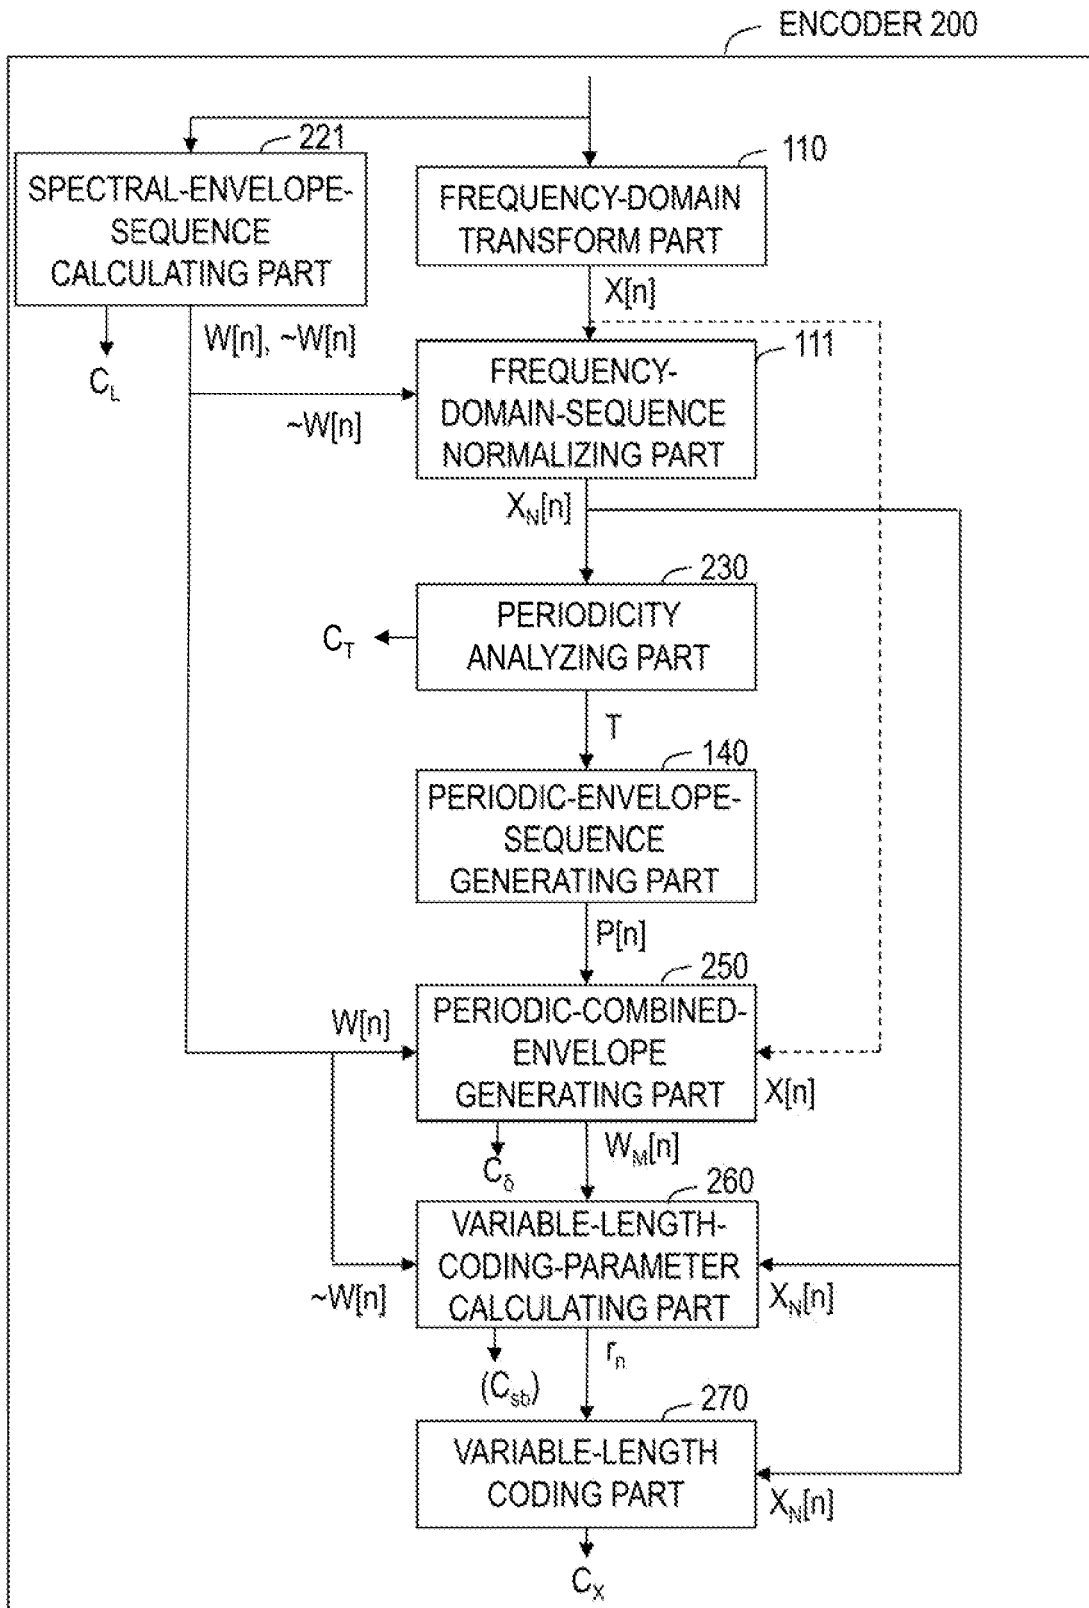 ENCODER 200
221
SPECTRAL-ENVELOPE-
SEQUENCE
CALCULATING PART
110
FREQUENCY-DOMAIN
TRANSFORM PART
X[n]
W[n], ~W[n]
C_L
~W[n]
111
FREQUENCY-
DOMAIN-SEQUENCE
NORMALIZING PART
X_N[n]
230
PERIODICITY
ANALYZING PART
C_T
T
140
PERIODIC-ENVELOPE-
SEQUENCE
GENERATING PART
P[n]
250
W[n]
PERIODIC-COMBINED-
ENVELOPE
GENERATING PART
X[n]
C_δ
W_M[n]
260
VARIABLE-LENGTH-
CODING-PARAMETER
CALCULATING PART
~W[n]
X_N[n]
(C_sb)
r_n
270
VARIABLE-LENGTH
CODING PART
X_N[n]
C_X